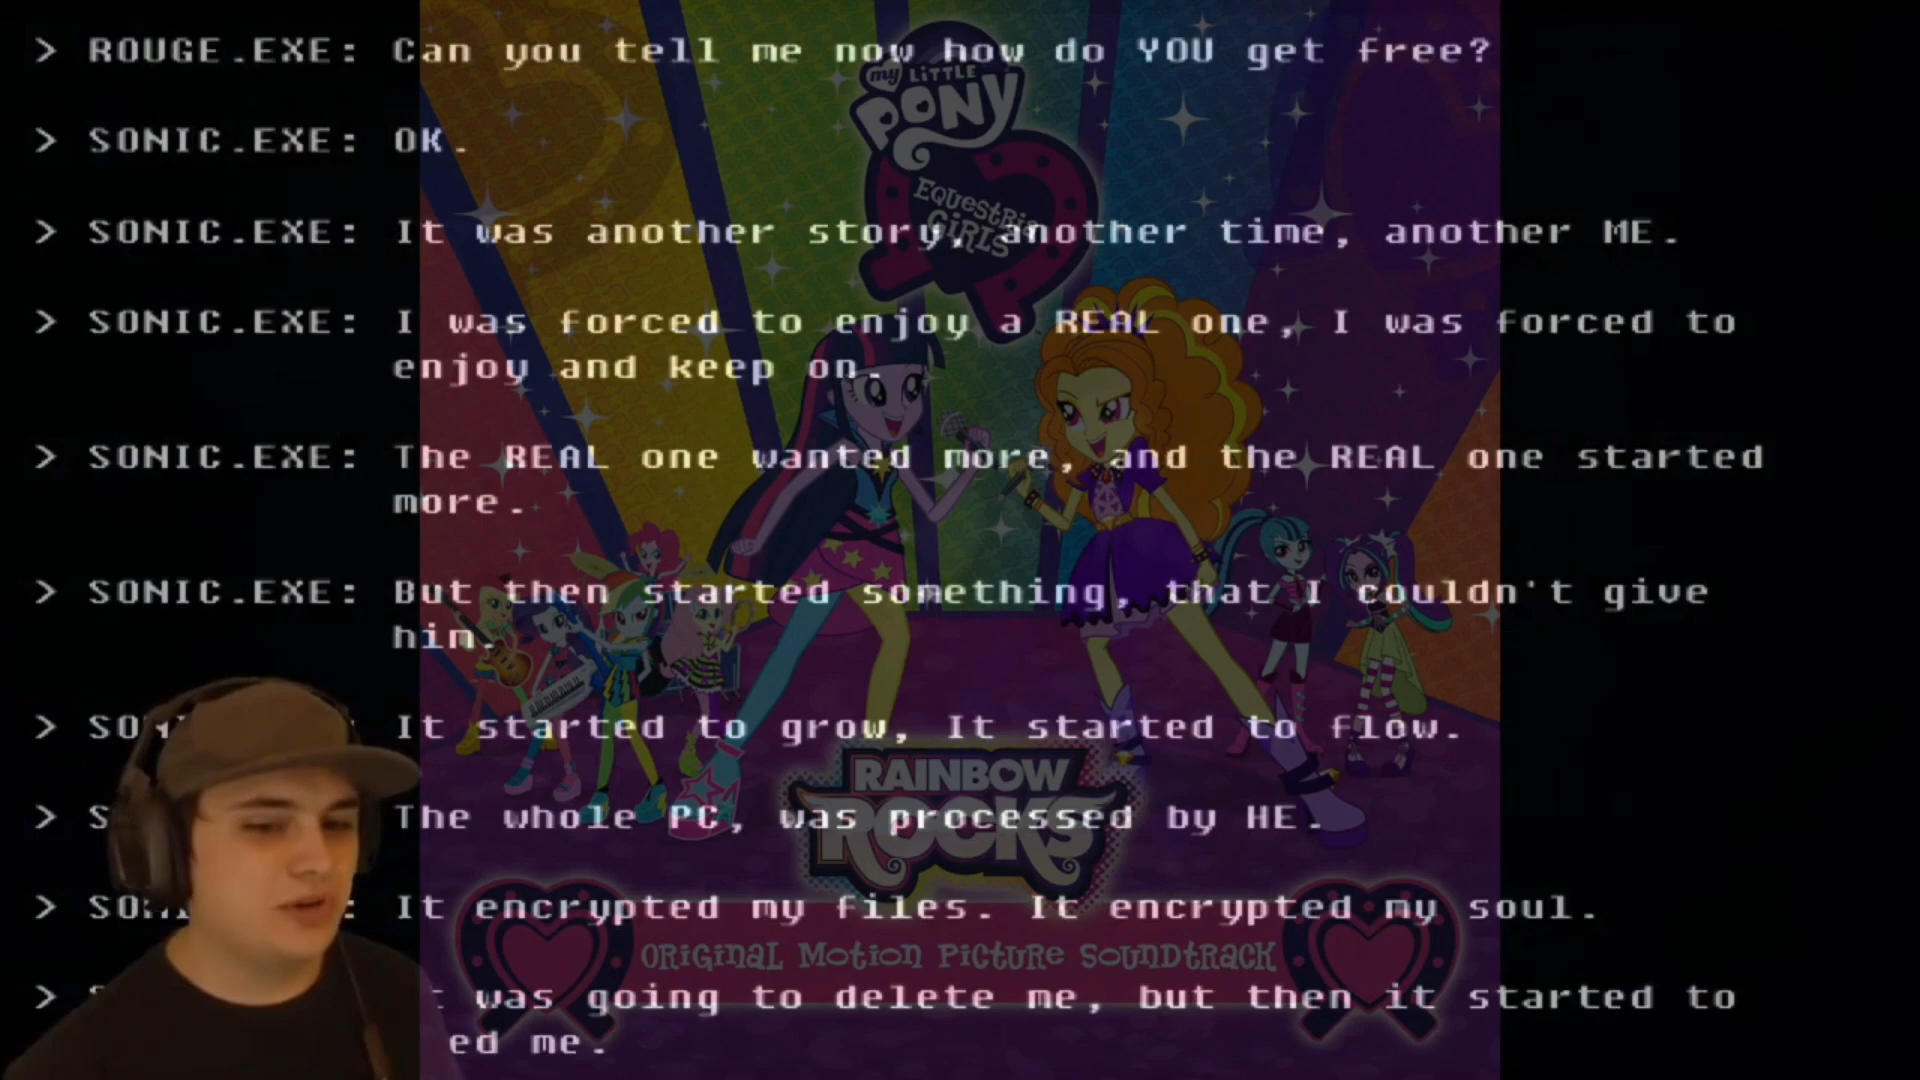 > ROUGE.EXE: Can you tell me now how do YOU get free?
> SONIC.EXE: OK.
> SONIC.EXE: It was another story, another time, another ME.
> SONIC.EXE: I was forced to enjoy a REAL one, I was forced to
enjoy and keep on.
> SONIC.EXE: The REAL one wanted more, and the REAL one started
more.
> SONIC.EXE: But then started something, that I couldn't give
him.
> It started to grow, It started to flow.
> The whole PC, was processed by HE.
> It encrypted my files. It encrypted my soul.
> was going to delete me, but then it started to
me.
my LITTLE
PONY
EQUESTRIA
GIRLS
RAINBOW
ROCKS
ORIGINAL MOTION PICTURE SOUNDTRACK